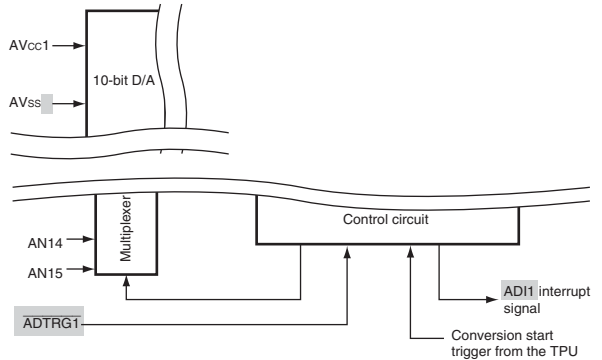 AVcc1
10-bit D/A
AVss
Multiplexer
Control circuit
AN14
AN15
ADI1 interrupt
signal
ADTRG1
Conversion start
trigger from the TPU